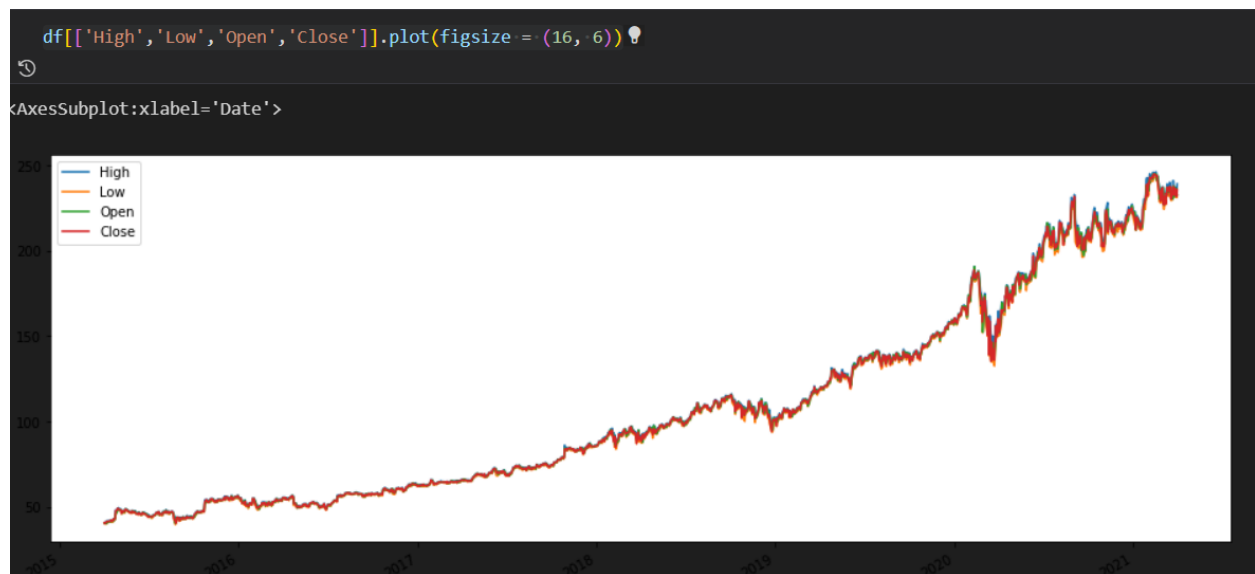 df[['High','Low','Open','Close']].plot(figsize = (16, 6))
<AxesSubplot:xlabel='Date'>
250
200
150
100
50
High
Low
Open
Close
2015
2016
2017
2018
2019
2020
2021